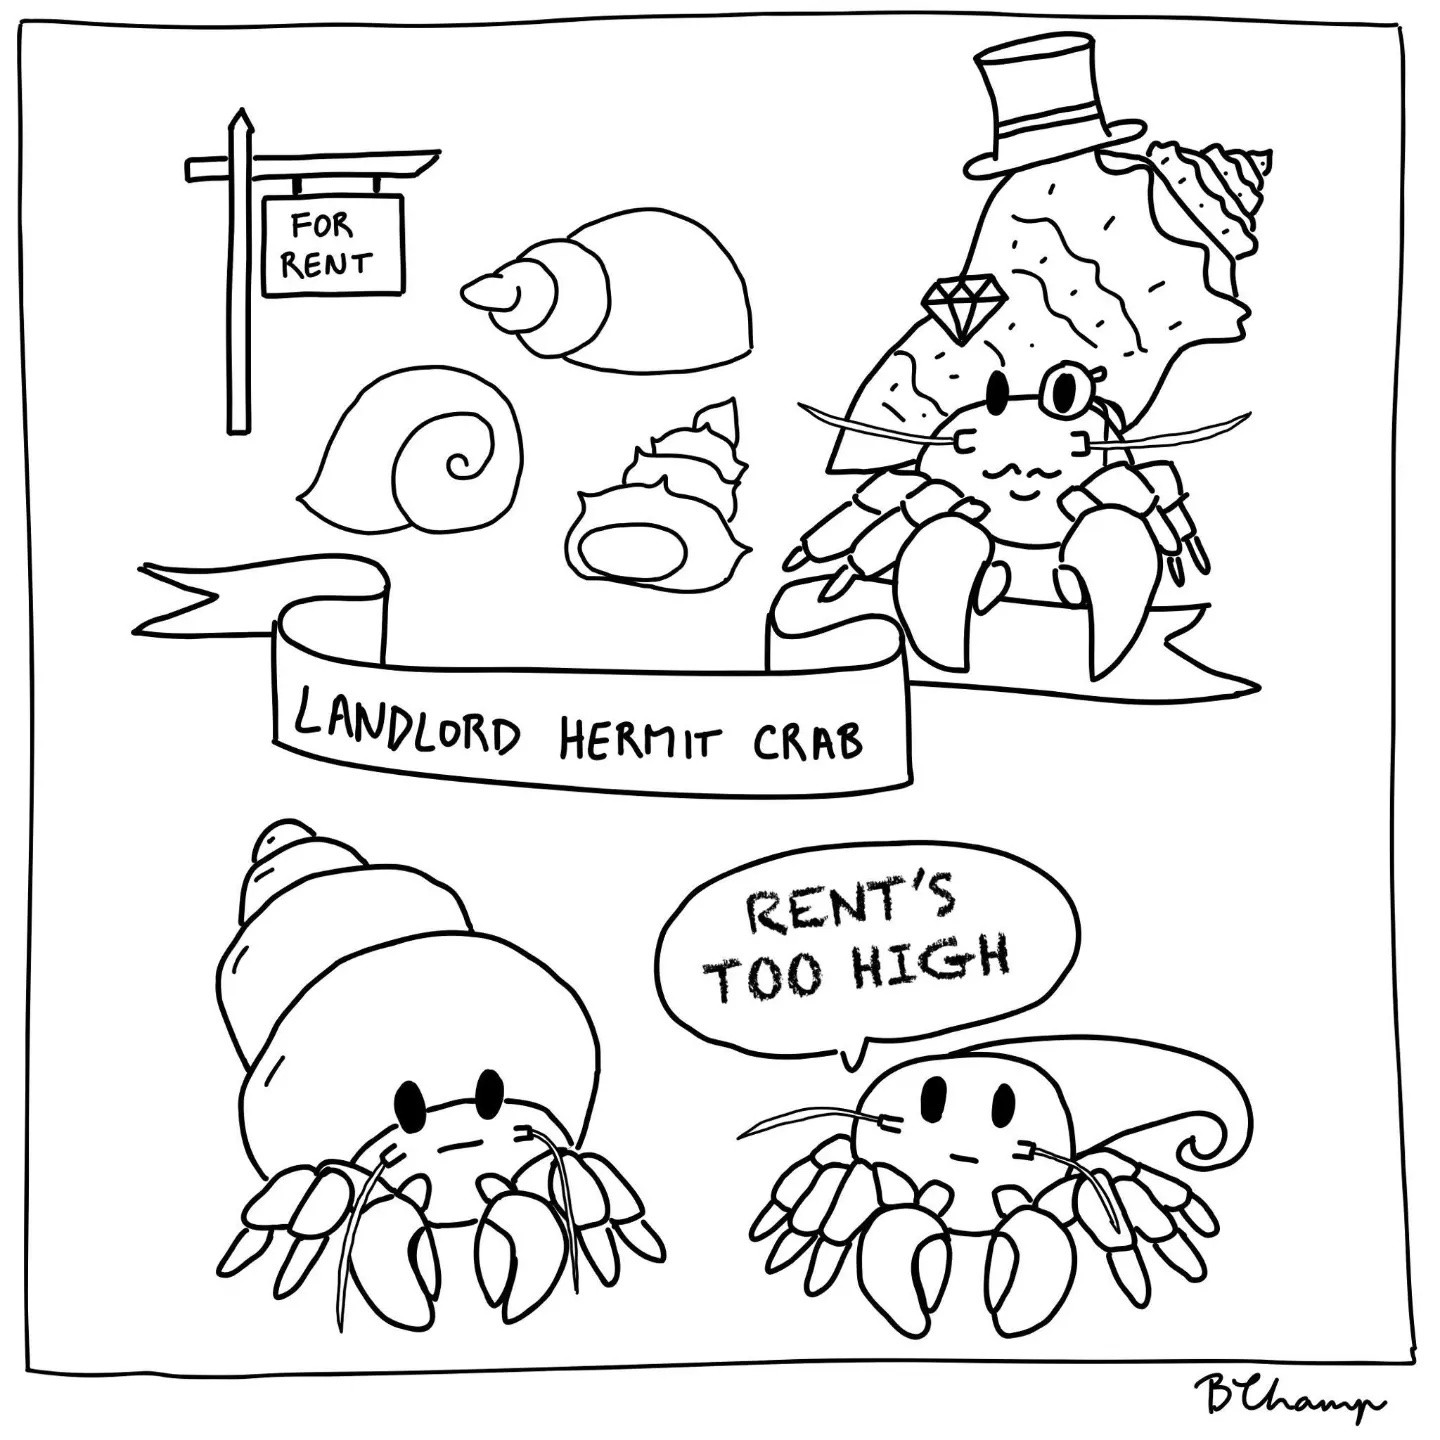 FOR
RENT
LANDLORD HERMIT CRAB
RENT'S
TOO HIGH
B Champ